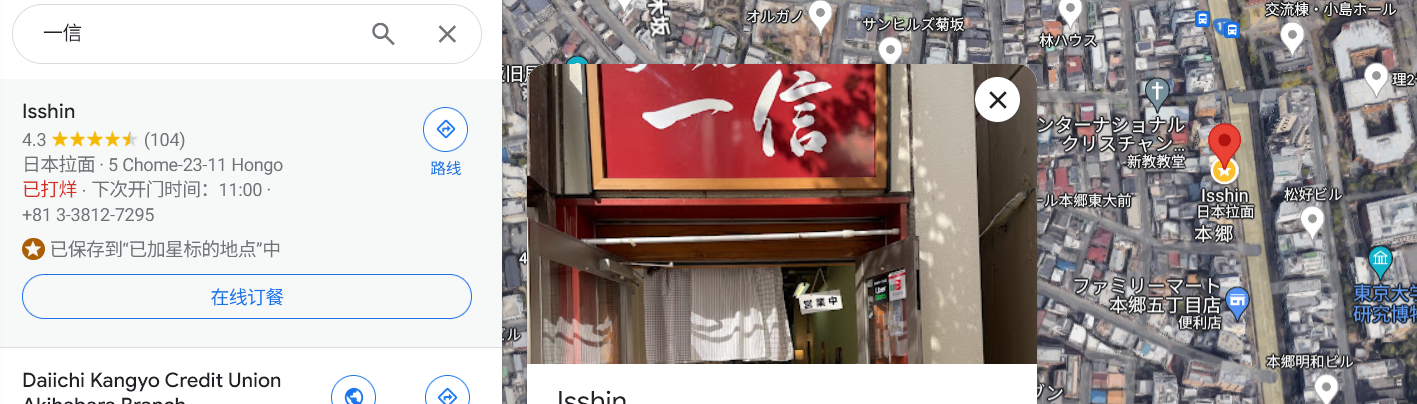 一信
Isshin
4.3 (104)
日本拉面 · 5 Chome-23-11 Hongo
已打烊 · 下次开门时间：11:00 ·
+81 3-3812-7295
已保存到“已加星标的地点”中
路线
在线订餐
Daiichi Kangyo Credit Union
Akihabara Branch
一信
営業中
Isshin
オルガノ
サンヒルズ菊坂
林ハウス
交流棟・小島ホール
理2
ンターナショナル
クリスチャン...
新教教堂
Isshin
日本拉面
本郷
ール本郷東大前
松好ビル
ファミリーマート
本郷五丁目店
便利店
東京大学
研究博物
本郷明和ビル